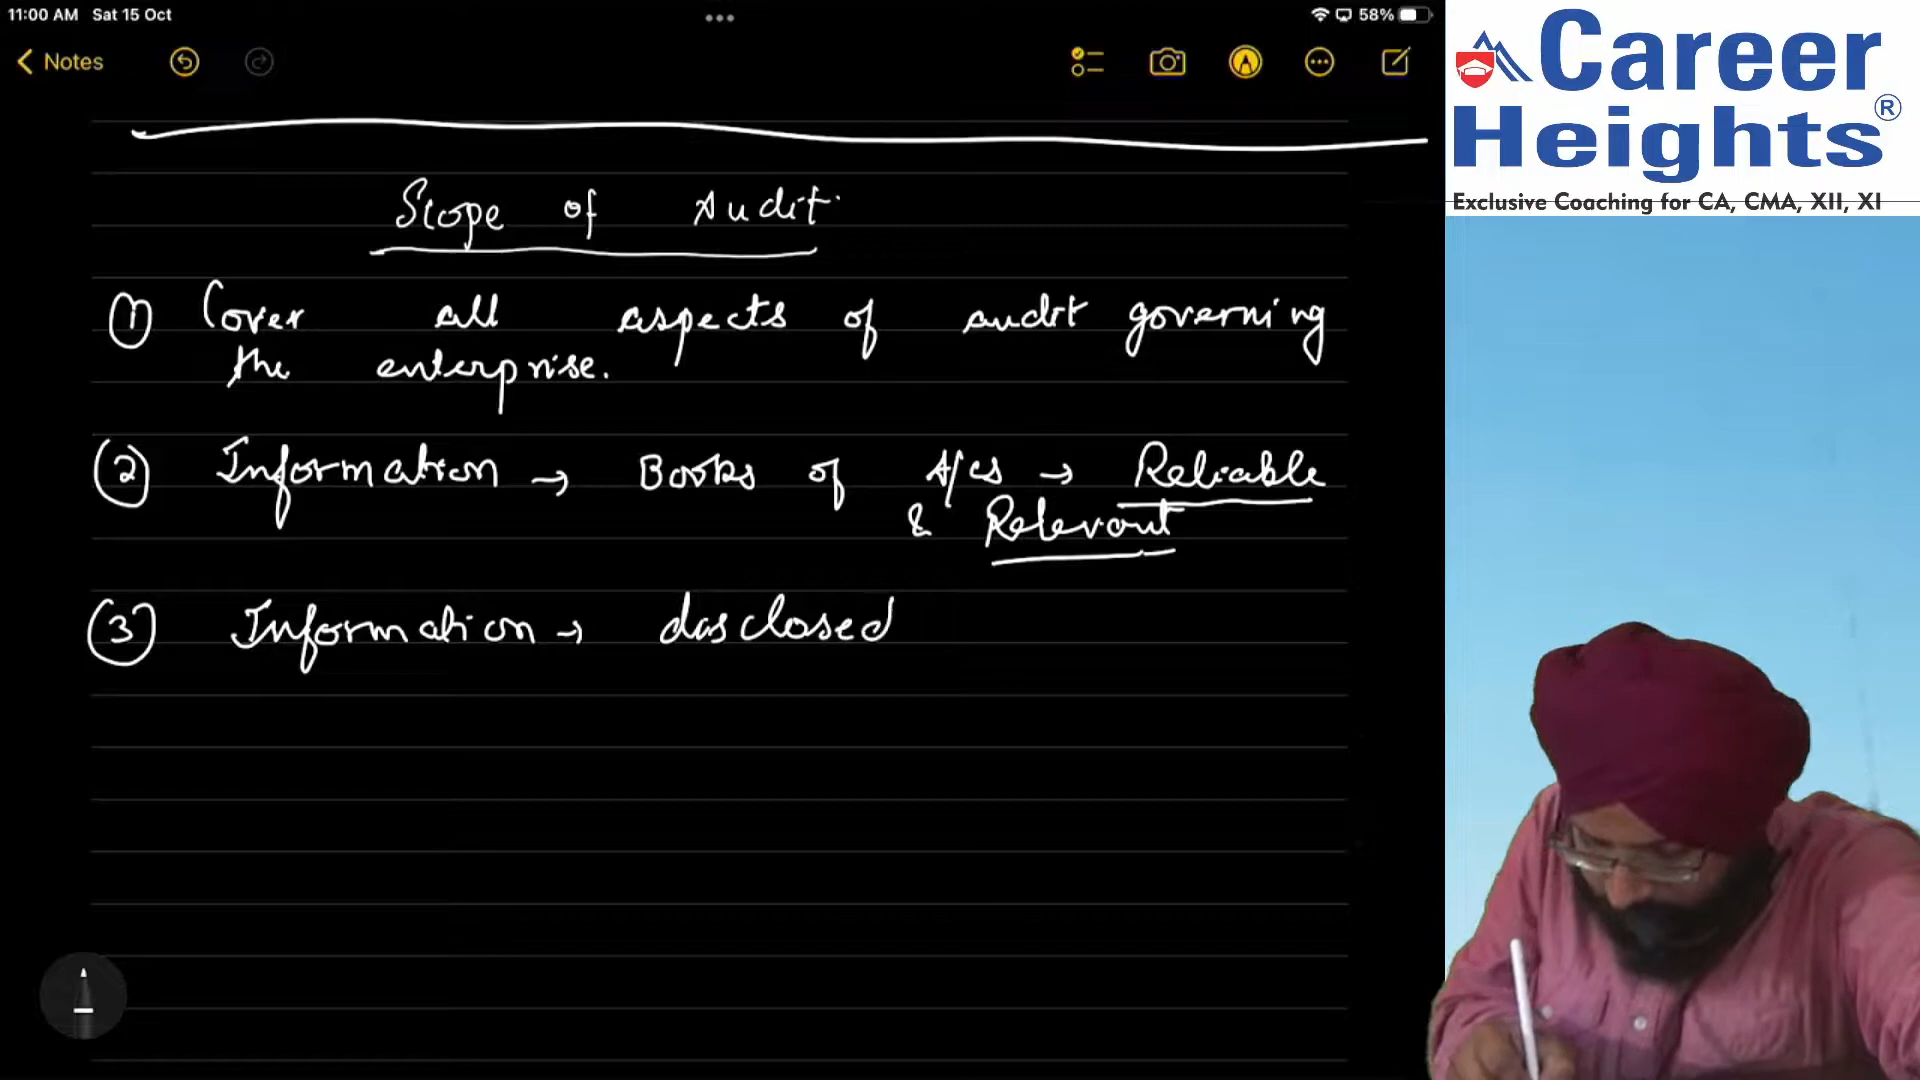 11:00 AM Sat 15 Oct
58%
Notes
Scope of Audit
① Cover all aspects of audit governing
the enterprise.
② Information → Books of A/cs → Reliable
& Relevant
③ Information → disclosed
Career
Heights®
Exclusive Coaching for CA, CMA, XII, XI